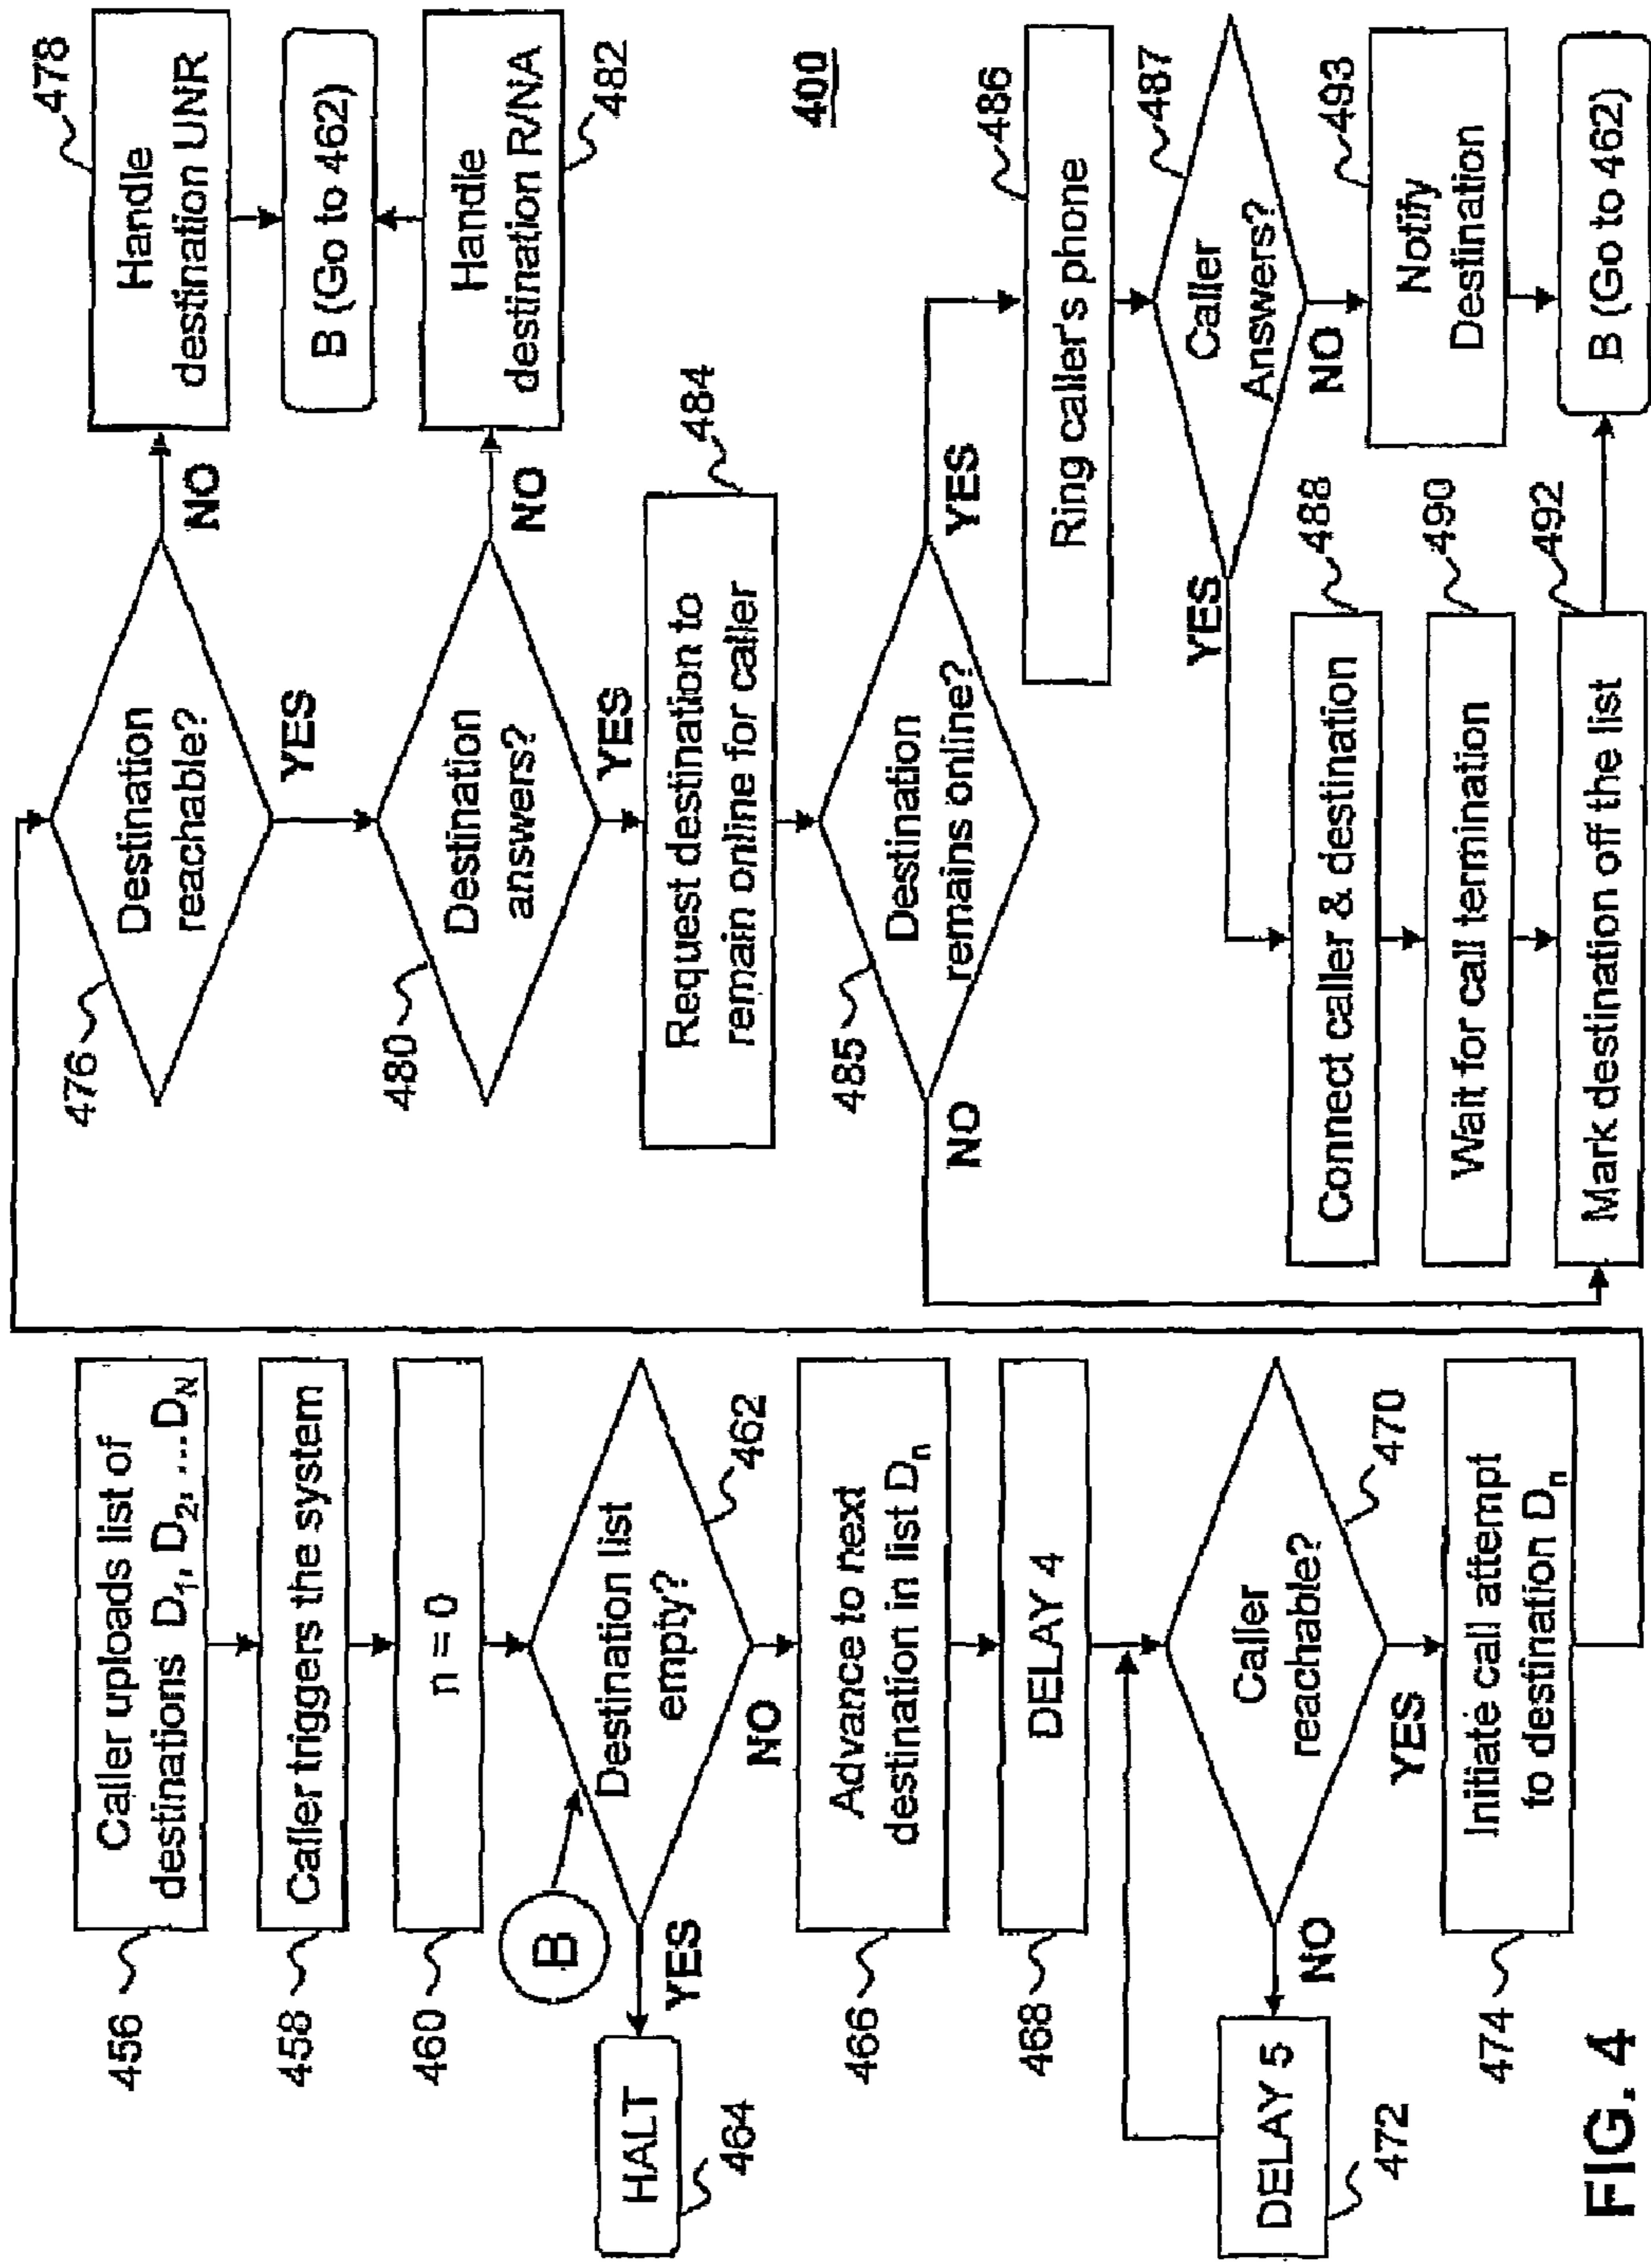 Caller uploads list of
destinations D1, D2, ...DN
456
Caller triggers the system
458
n = 0
460
B
Destination list
empty?
462
YES
HALT
464
NO
Advance to next
destination in list Dn
466
DELAY 4
468
Caller
reachable?
470
NO
DELAY 5
472
YES
Initiate call attempt
to destination Dn
474
FIG. 4
Destination
reachable?
476
NO
Handle
destination UNR
478
B (Go to 462)
YES
Destination
answers?
480
NO
Handle
destination R/NA
482
YES
Request destination to
remain online for caller
484
400
Destination
remains online?
485
NO
YES
Ring caller's phone
486
Caller
Answers?
487
YES
NO
Connect caller & destination
488
Wait for call termination
490
Mark destination off the list
492
Notify
Destination
493
B (Go to 462)